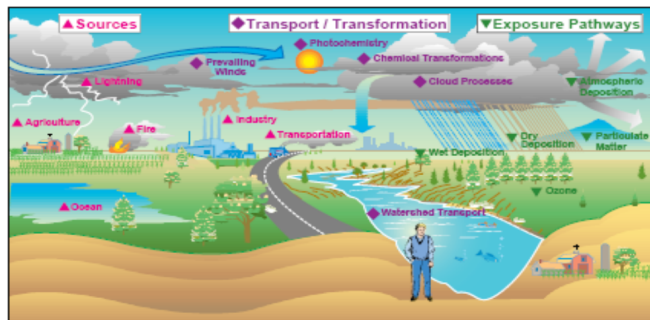 Sources
Transport / Transformation
Exposure Pathways
Photochemistry
Prevailing
Winds
Chemical Transformations
Lightning
Cloud Processes
Atmospheric
Deposition
Agriculture
Fire
Industry
Transportation
Wet Deposition
Dry
Deposition
Particulate
Matter
Ozone
Ocean
Watershed Transport